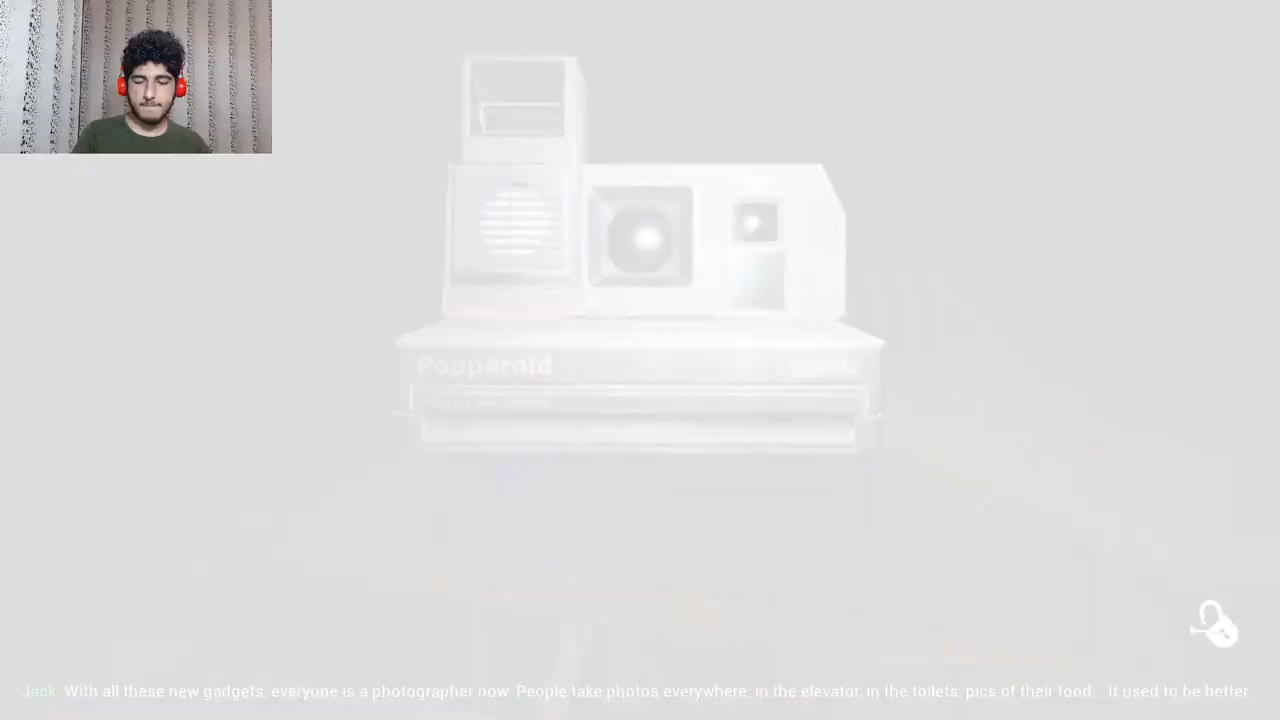 Popparoid
Jack: With all these new gadgets, everyone is a photographer now. People take photos everywhere: in the elevator, in the toilets, pics of their food... It used to be better.